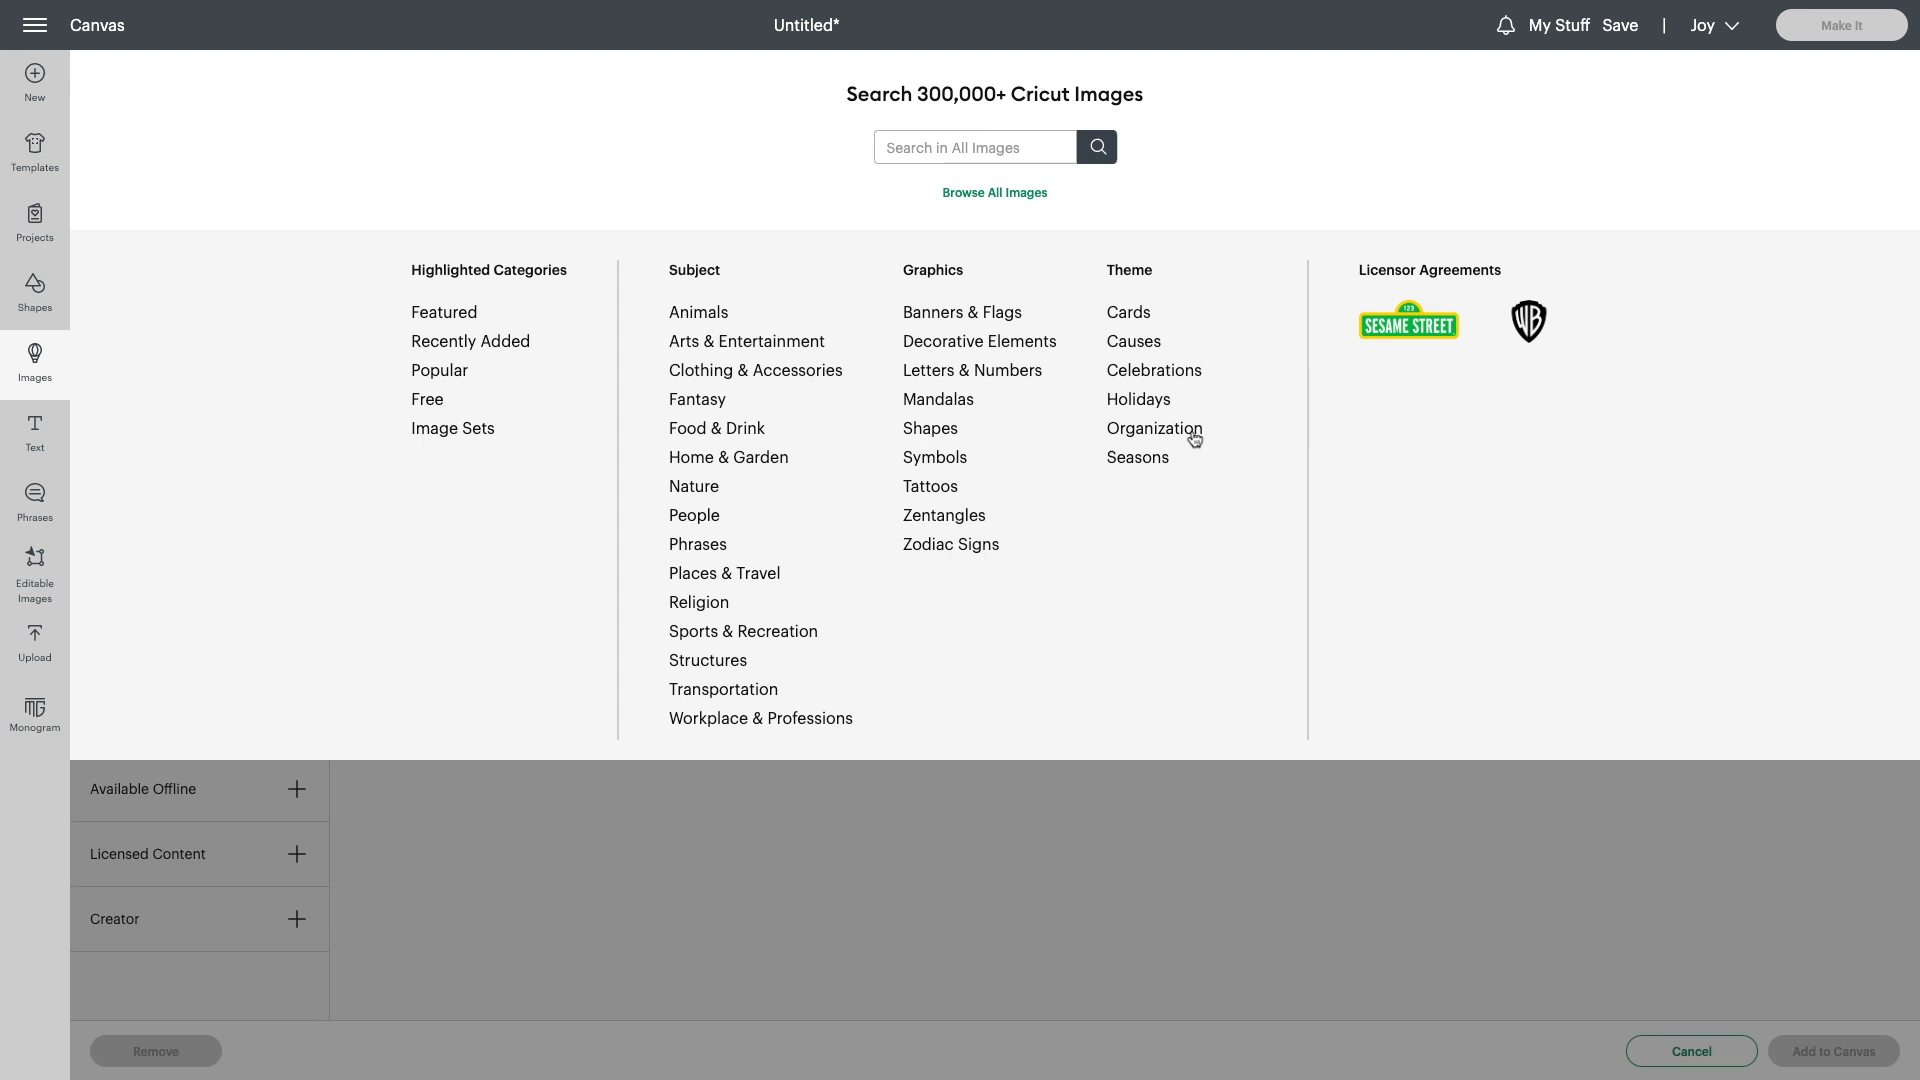 Canvas
Untitled*
My Stuff
Save
|
Joy
Make It
New
Templates
Projects
Shapes
Images
Text
Phrases
Editable
Images
Upload
Monogram
Search 300,000+ Cricut Images
Search in All Images
Browse All Images
Highlighted Categories
Featured
Recently Added
Popular
Free
Image Sets
Subject
Animals
Arts & Entertainment
Clothing & Accessories
Fantasy
Food & Drink
Home & Garden
Nature
People
Phrases
Places & Travel
Religion
Sports & Recreation
Structures
Transportation
Workplace & Professions
Graphics
Banners & Flags
Decorative Elements
Letters & Numbers
Mandalas
Shapes
Symbols
Tattoos
Zentangles
Zodiac Signs
Theme
Cards
Causes
Celebrations
Holidays
Organization
Seasons
Licensor Agreements
123
SESAME STREET
WB
Available Offline
Licensed Content
Creator
Remove
Cancel
Add to Canvas